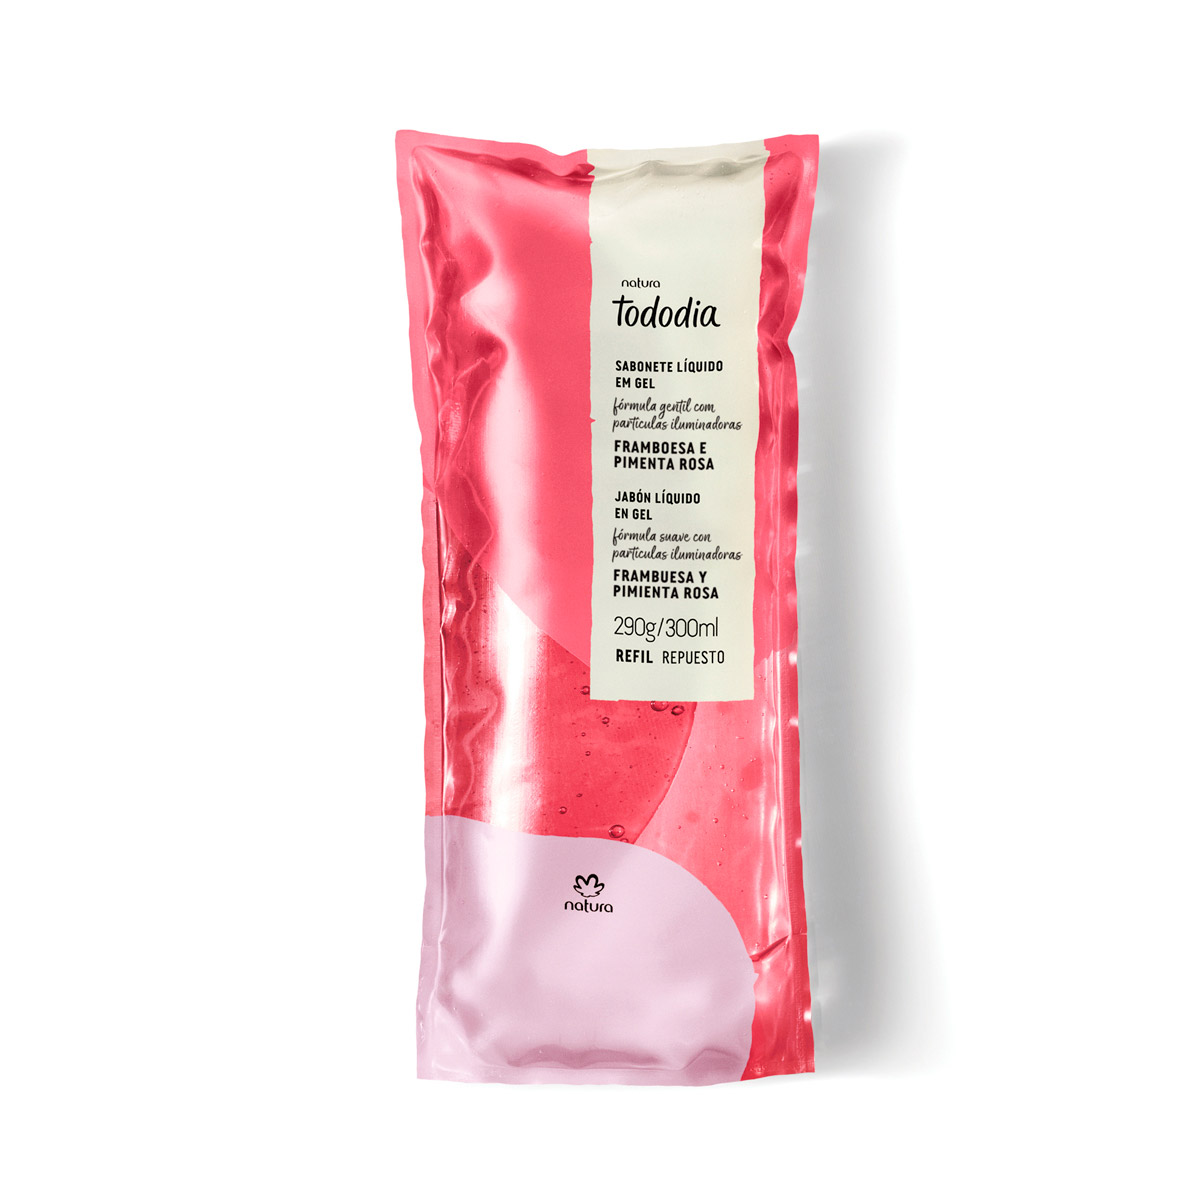 natura
Tododia
SABONETE LÍQUIDO
EM GEL
fórmula gentil com
partículas iluminadoras
FRAMBOESA E
PIMENTA ROSA
JABÓN LÍQUIDO
EN GEL
fórmula suave con
partículas iluminadoras
FRAMBUESA Y
PIMIENTA ROSA
290g/300ml
REFIL REPUESTO
natura